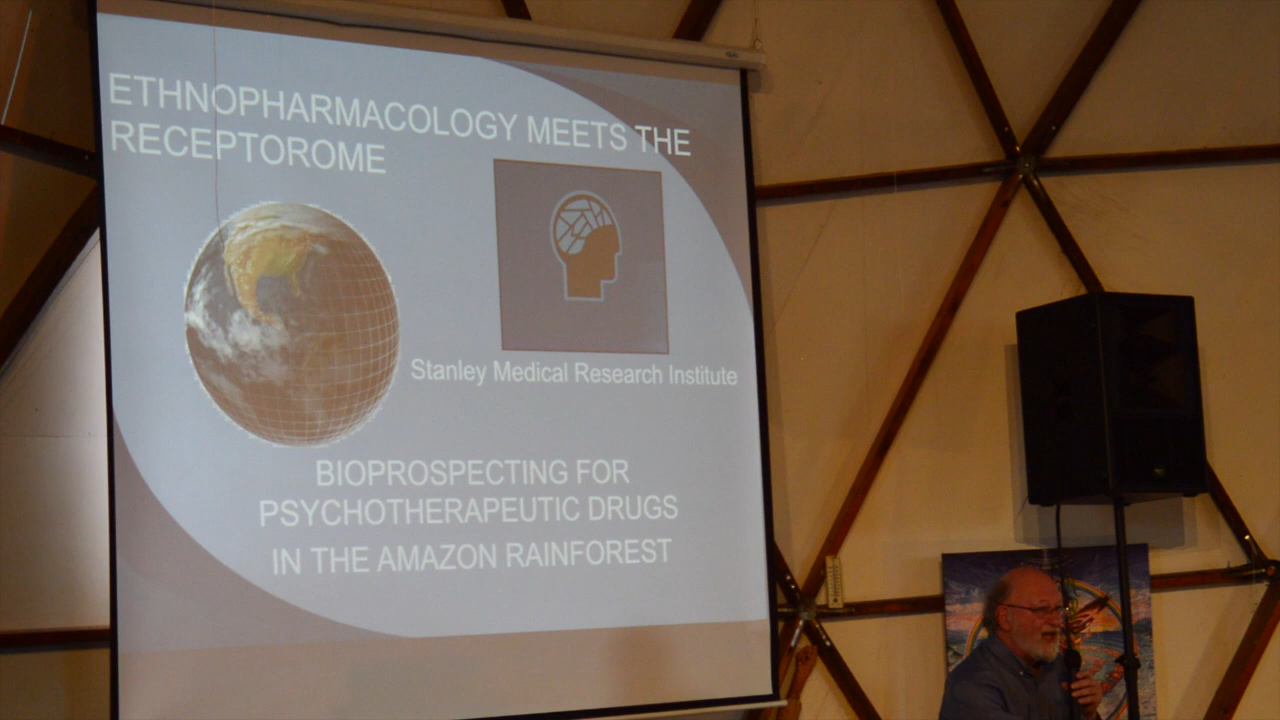 ETHNOPHARMACOLOGY MEETS THE
RECEPTOROME
Stanley Medical Research Institute
BIOPROSPECTING FOR
PSYCHOTHERAPEUTIC DRUGS
IN THE AMAZON RAINFOREST